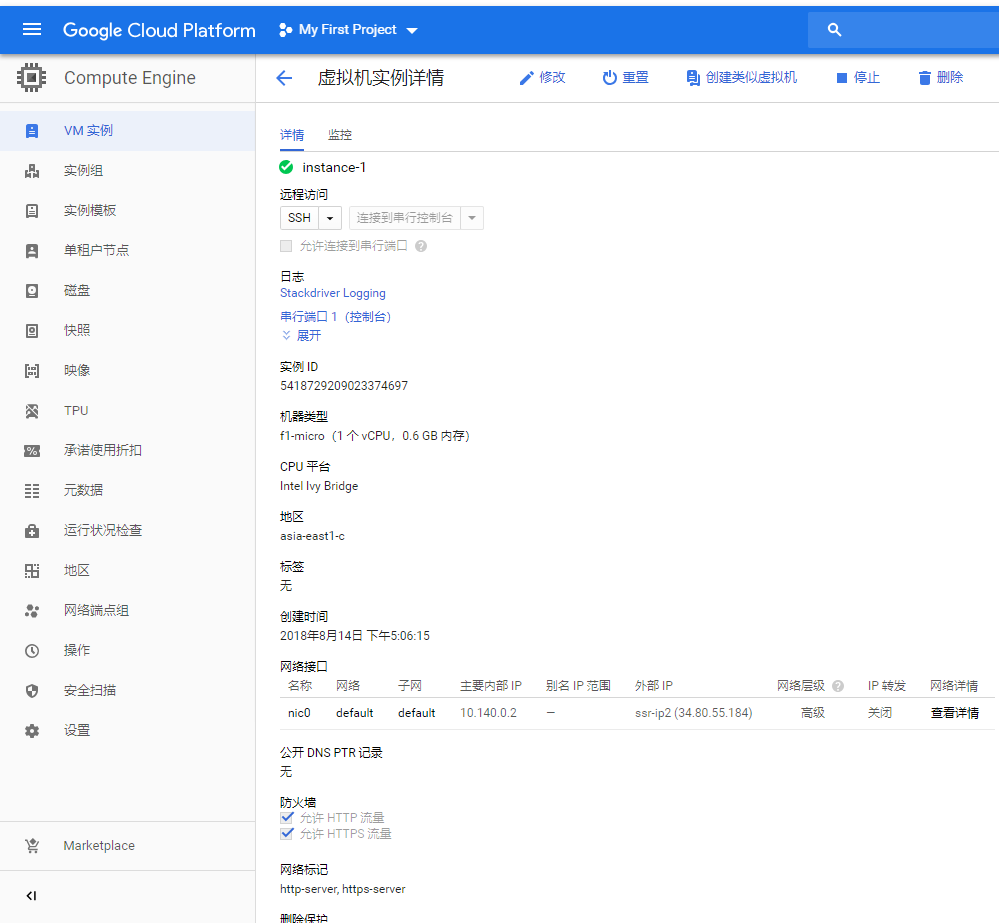 Google Cloud Platform My First Project
Compute Engine
虚拟机实例详情 修改 重置 创建类似虚拟机 停止 删除
VM 实例
实例组
实例模板
单租户节点
磁盘
快照
映像
TPU
承诺使用折扣
元数据
运行状况检查
地区
网络端点组
操作
安全扫描
设置
Marketplace
详情 监控
instance-1
远程访问
SSH 连接到串行控制台
允许连接到串行端口
日志
Stackdriver Logging
串行端口 1（控制台）
展开
实例 ID
5418729209023374697
机器类型
f1-micro（1 个 vCPU，0.6 GB 内存）
CPU 平台
Intel Ivy Bridge
地区
asia-east1-c
标签
无
创建时间
2018年8月14日 下午5:06:15
网络接口
名称 网络 子网 主要内部 IP 别名 IP 范围 外部 IP 网络层级 IP 转发 网络详情
nic0 default default 10.140.0.2 — ssr-ip2 (34.80.55.184) 高级 关闭 查看详情
公开 DNS PTR 记录
无
防火墙
允许 HTTP 流量
允许 HTTPS 流量
网络标记
http-server, https-server
删除保护